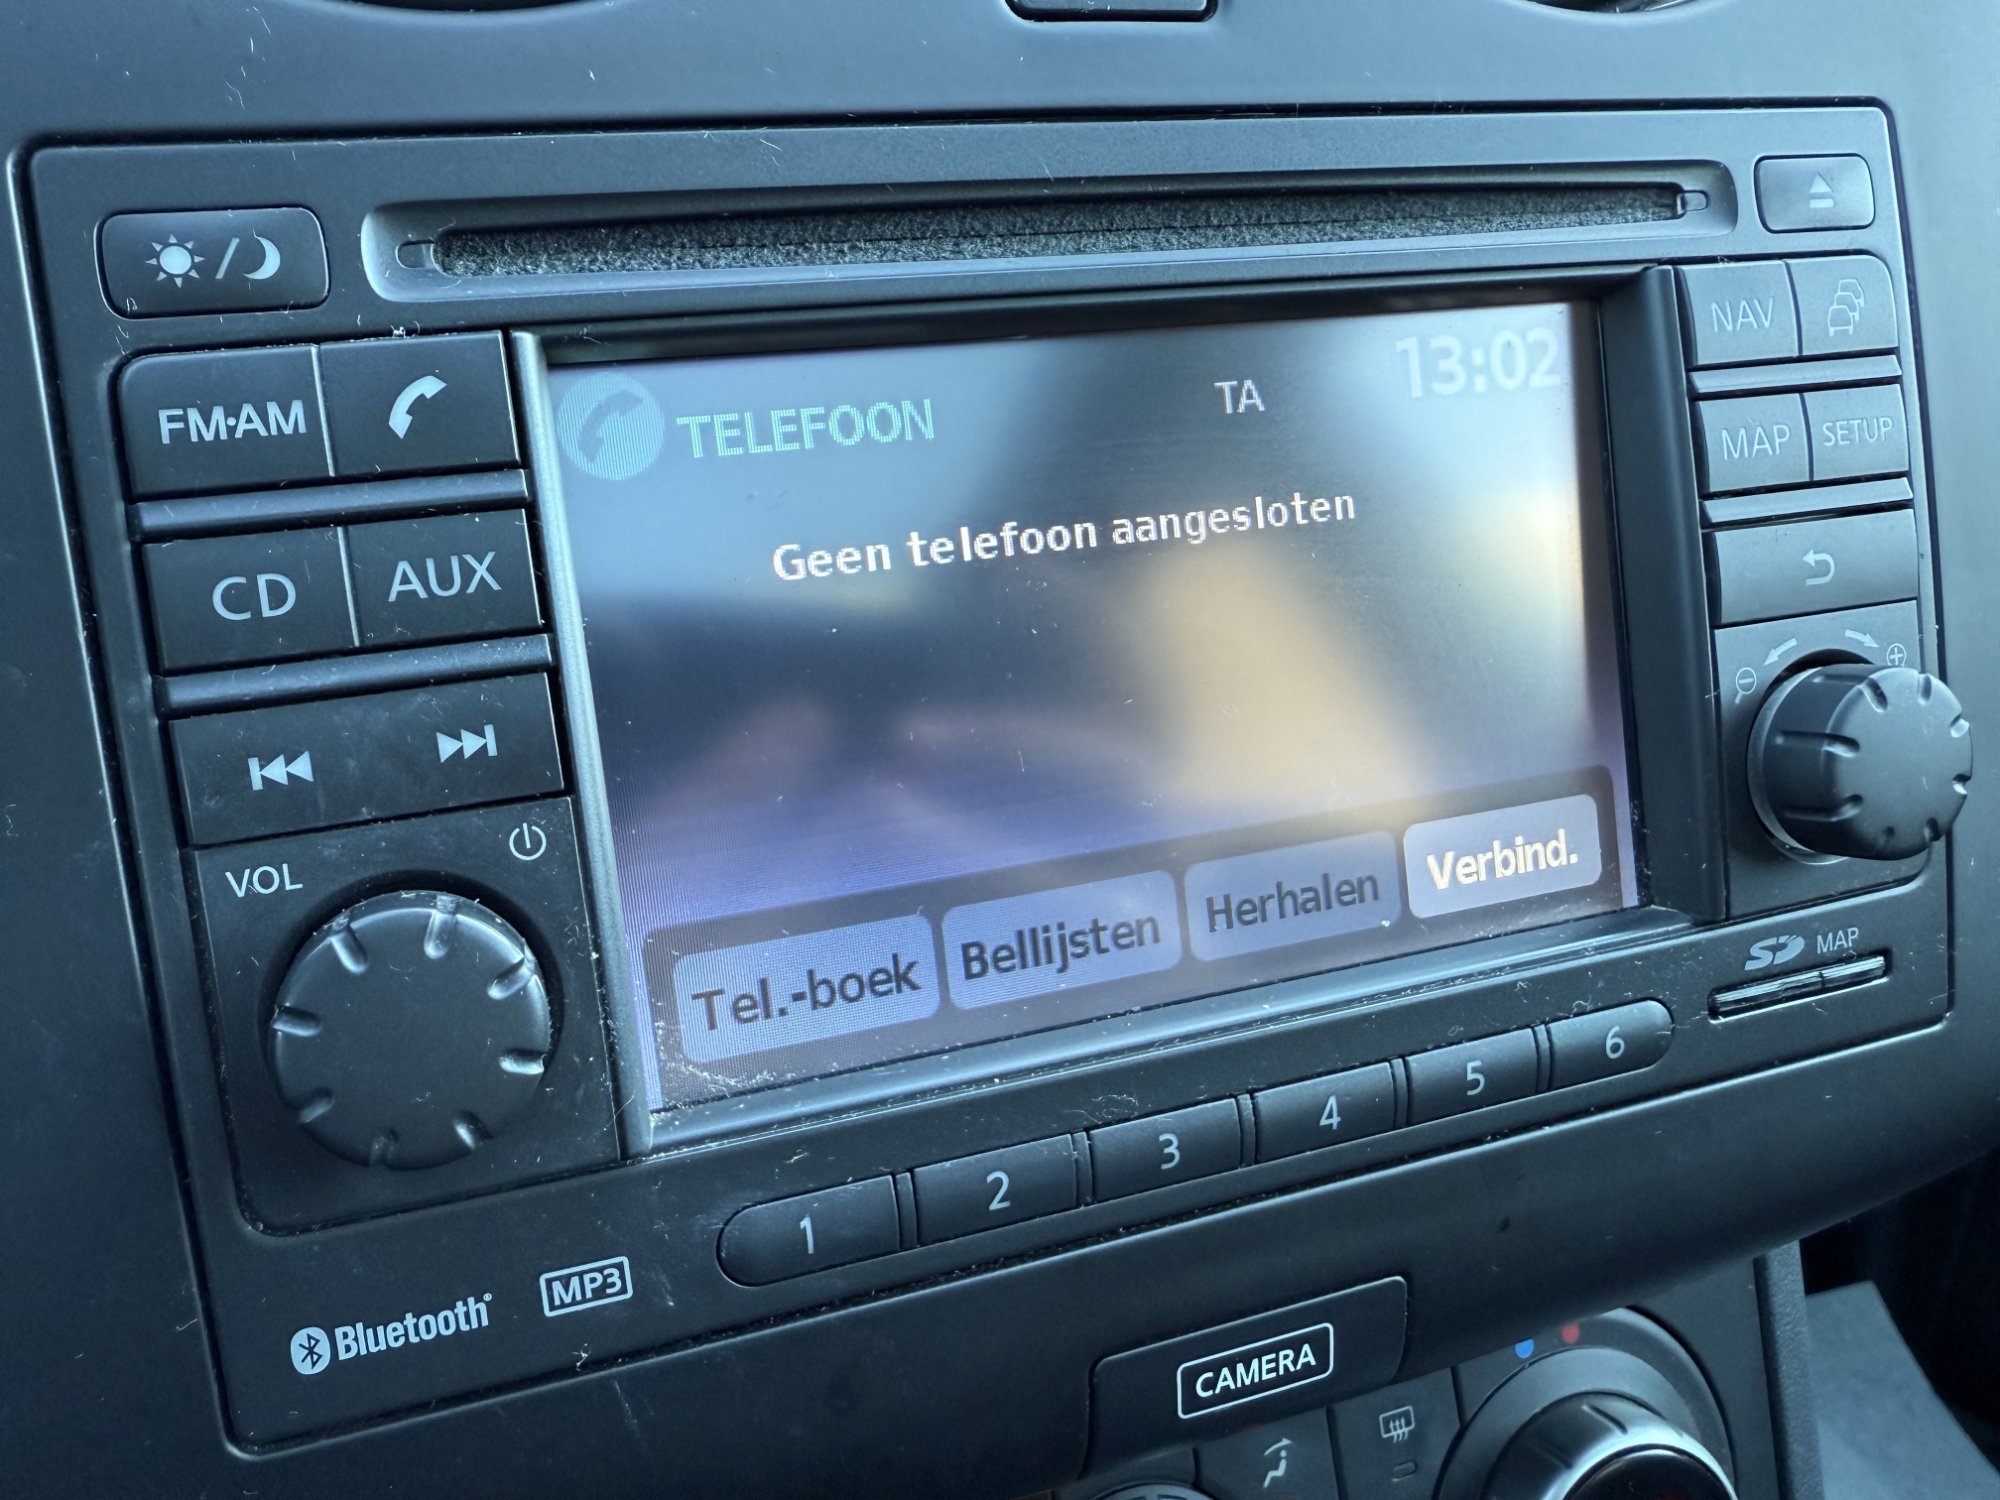 FM·AM
CD
AUX
VOL
TELEFOON
TA
13:02
Geen telefoon aangesloten
Tel.-boek
Bellijsten
Herhalen
Verbind.
NAV
MAP
SETUP
SD MAP
1
2
3
4
5
6
Bluetooth®
MP3
CAMERA